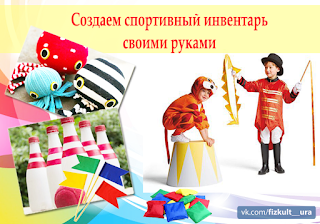 Создаем спортивный инвентарь
своими руками
vk.com/fizkult__ura